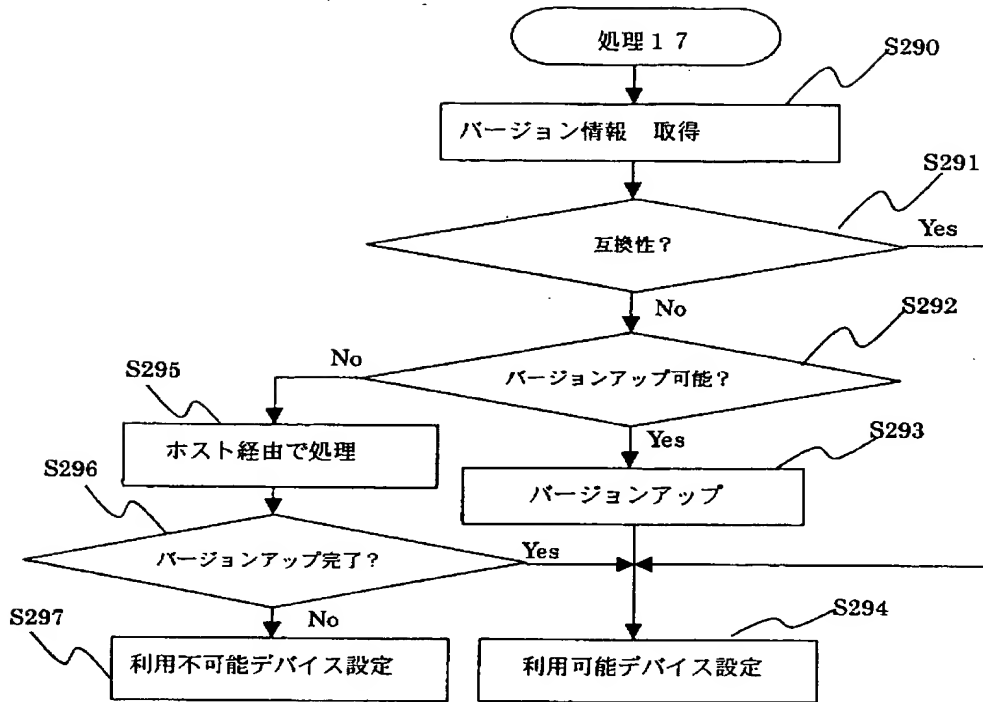 処理１７
S290
バージョン情報　取得
S291
互換性？
Yes
No
S292
バージョンアップ可能？
No
S295
Yes
S293
ホスト経由で処理
バージョンアップ
S296
バージョンアップ完了？
Yes
No
S297
S294
利用不可能デバイス設定
利用可能デバイス設定